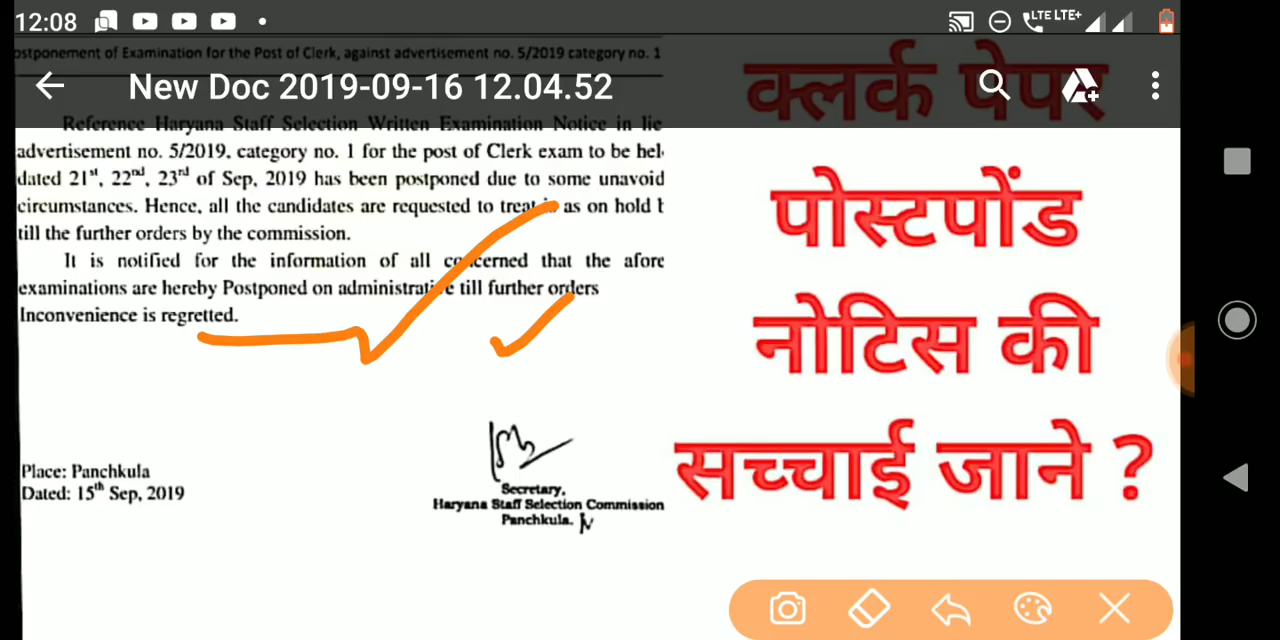 12:08
LTE LTE+
ostponement of Examination for the Post of Clerk, against advertisement no. 5/2019 category no. 1
New Doc 2019-09-16 12.04.52
क्लर्क पेपर
Reference Haryana Staff Selection Written Examination Notice in lie
advertisement no. 5/2019, category no. 1 for the post of Clerk exam to be hel
dated 21st, 22nd, 23rd of Sep, 2019 has been postponed due to some unavoid
circumstances. Hence, all the candidates are requested to treat as on hold
till the further orders by the commission.
It is notified for the information of all concerned that the afore
examinations are hereby Postponed on administrative till further orders
Inconvenience is regretted.
पोस्टपोंड
नोटिस की
सच्चाई जाने ?
Place: Panchkula
Dated: 15th Sep, 2019
Secretary,
Haryana Staff Selection Commission
Panchkula.